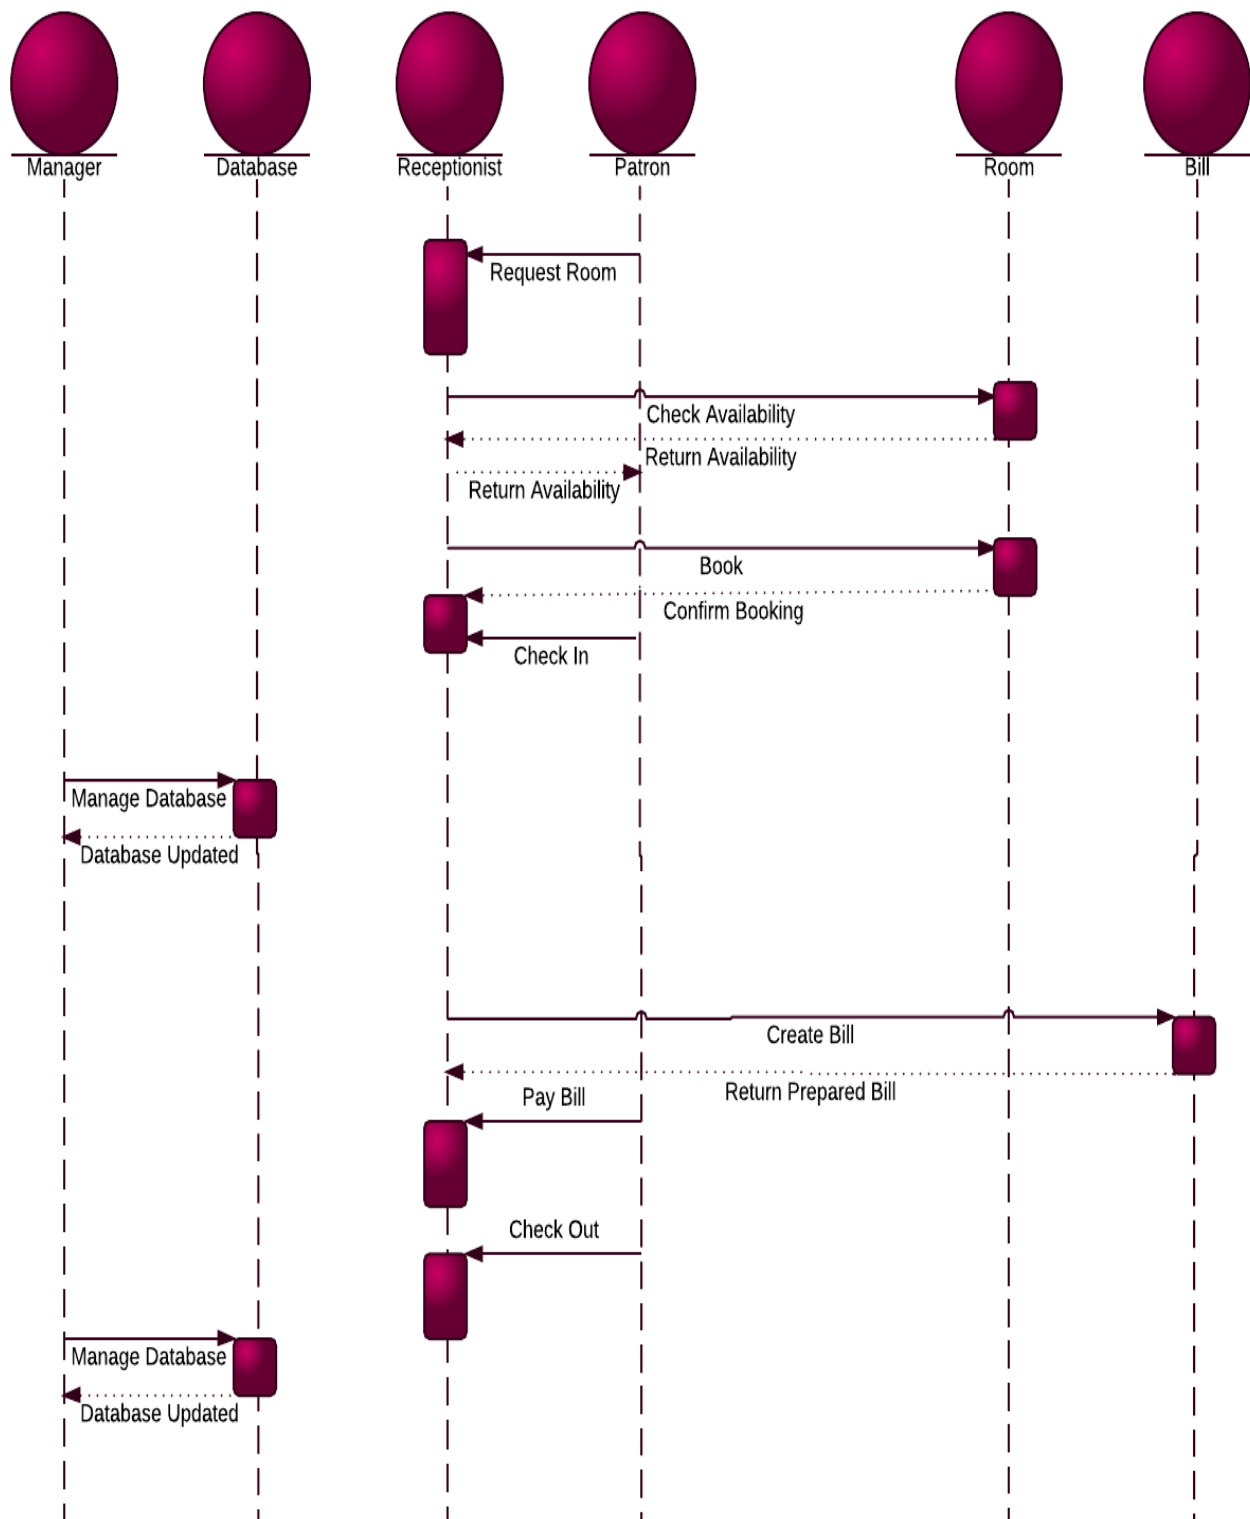 Manager
Database
Receptionist
Patron
Room
Bill
Request Room
Check Availability
Return Availability
Return Availability
Book
Confirm Booking
Check In
Manage Database
Database Updated
Create Bill
Return Prepared Bill
Pay Bill
Check Out
Manage Database
Database Updated